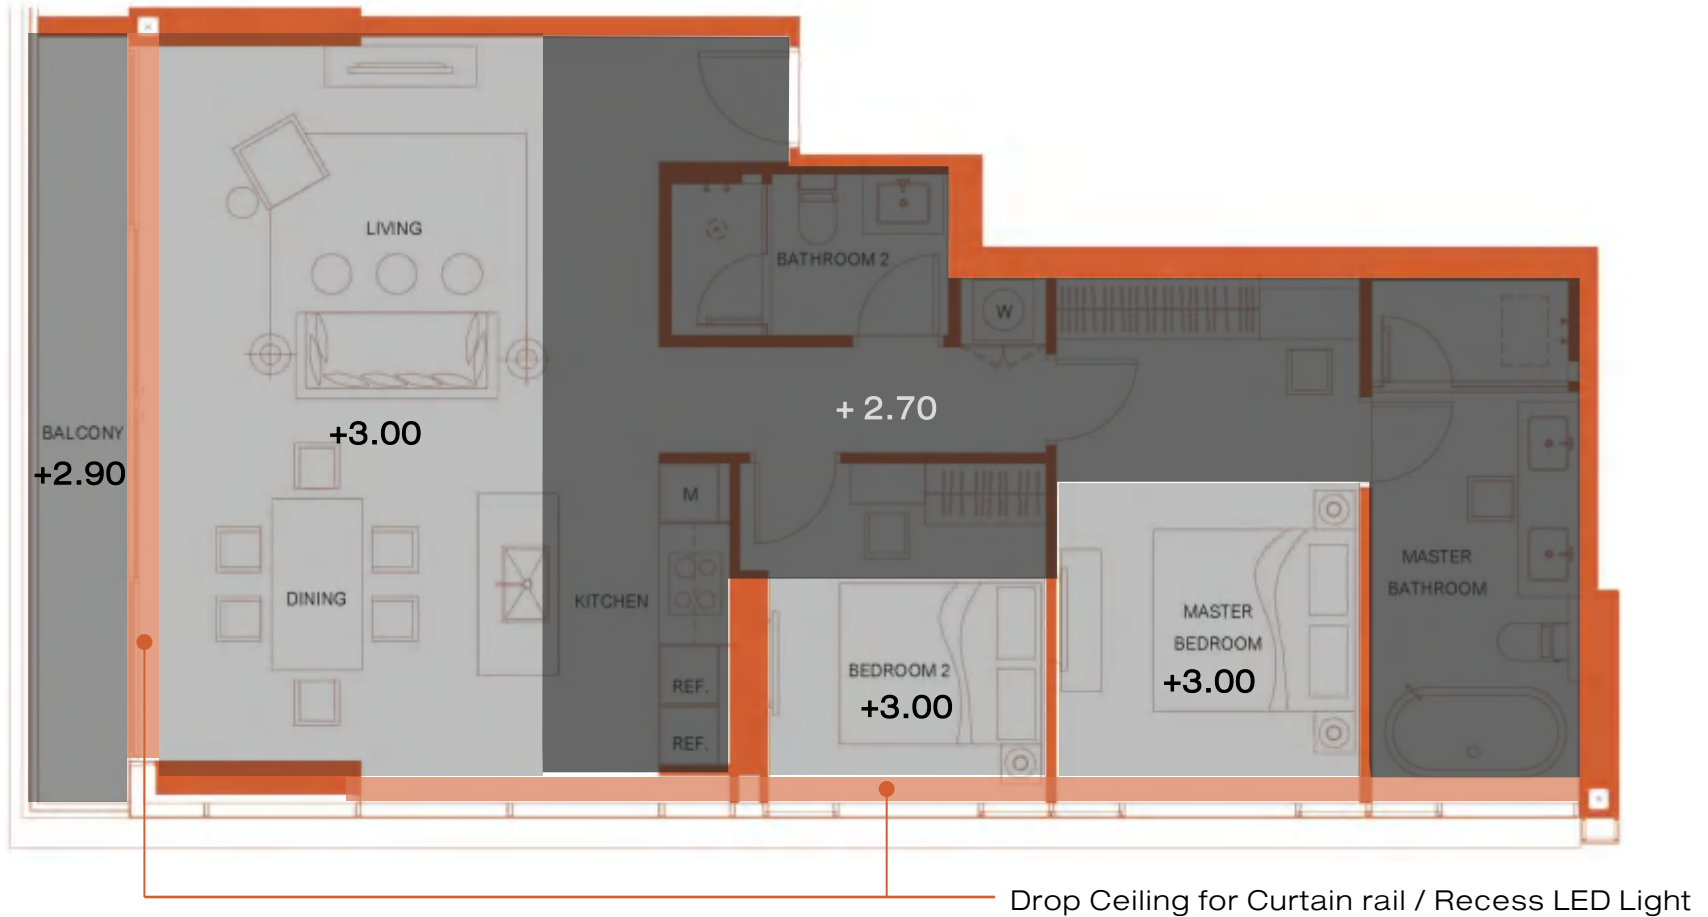 LIVING
BATHROOM 2
W
+ 2.70
BALCONY
+2.90
+3.00
M
DINING
KITCHEN
REF.
REF.
BEDROOM 2
+3.00
MASTER
BEDROOM
+3.00
MASTER
BATHROOM
Drop Ceiling for Curtain rail / Recess LED Light